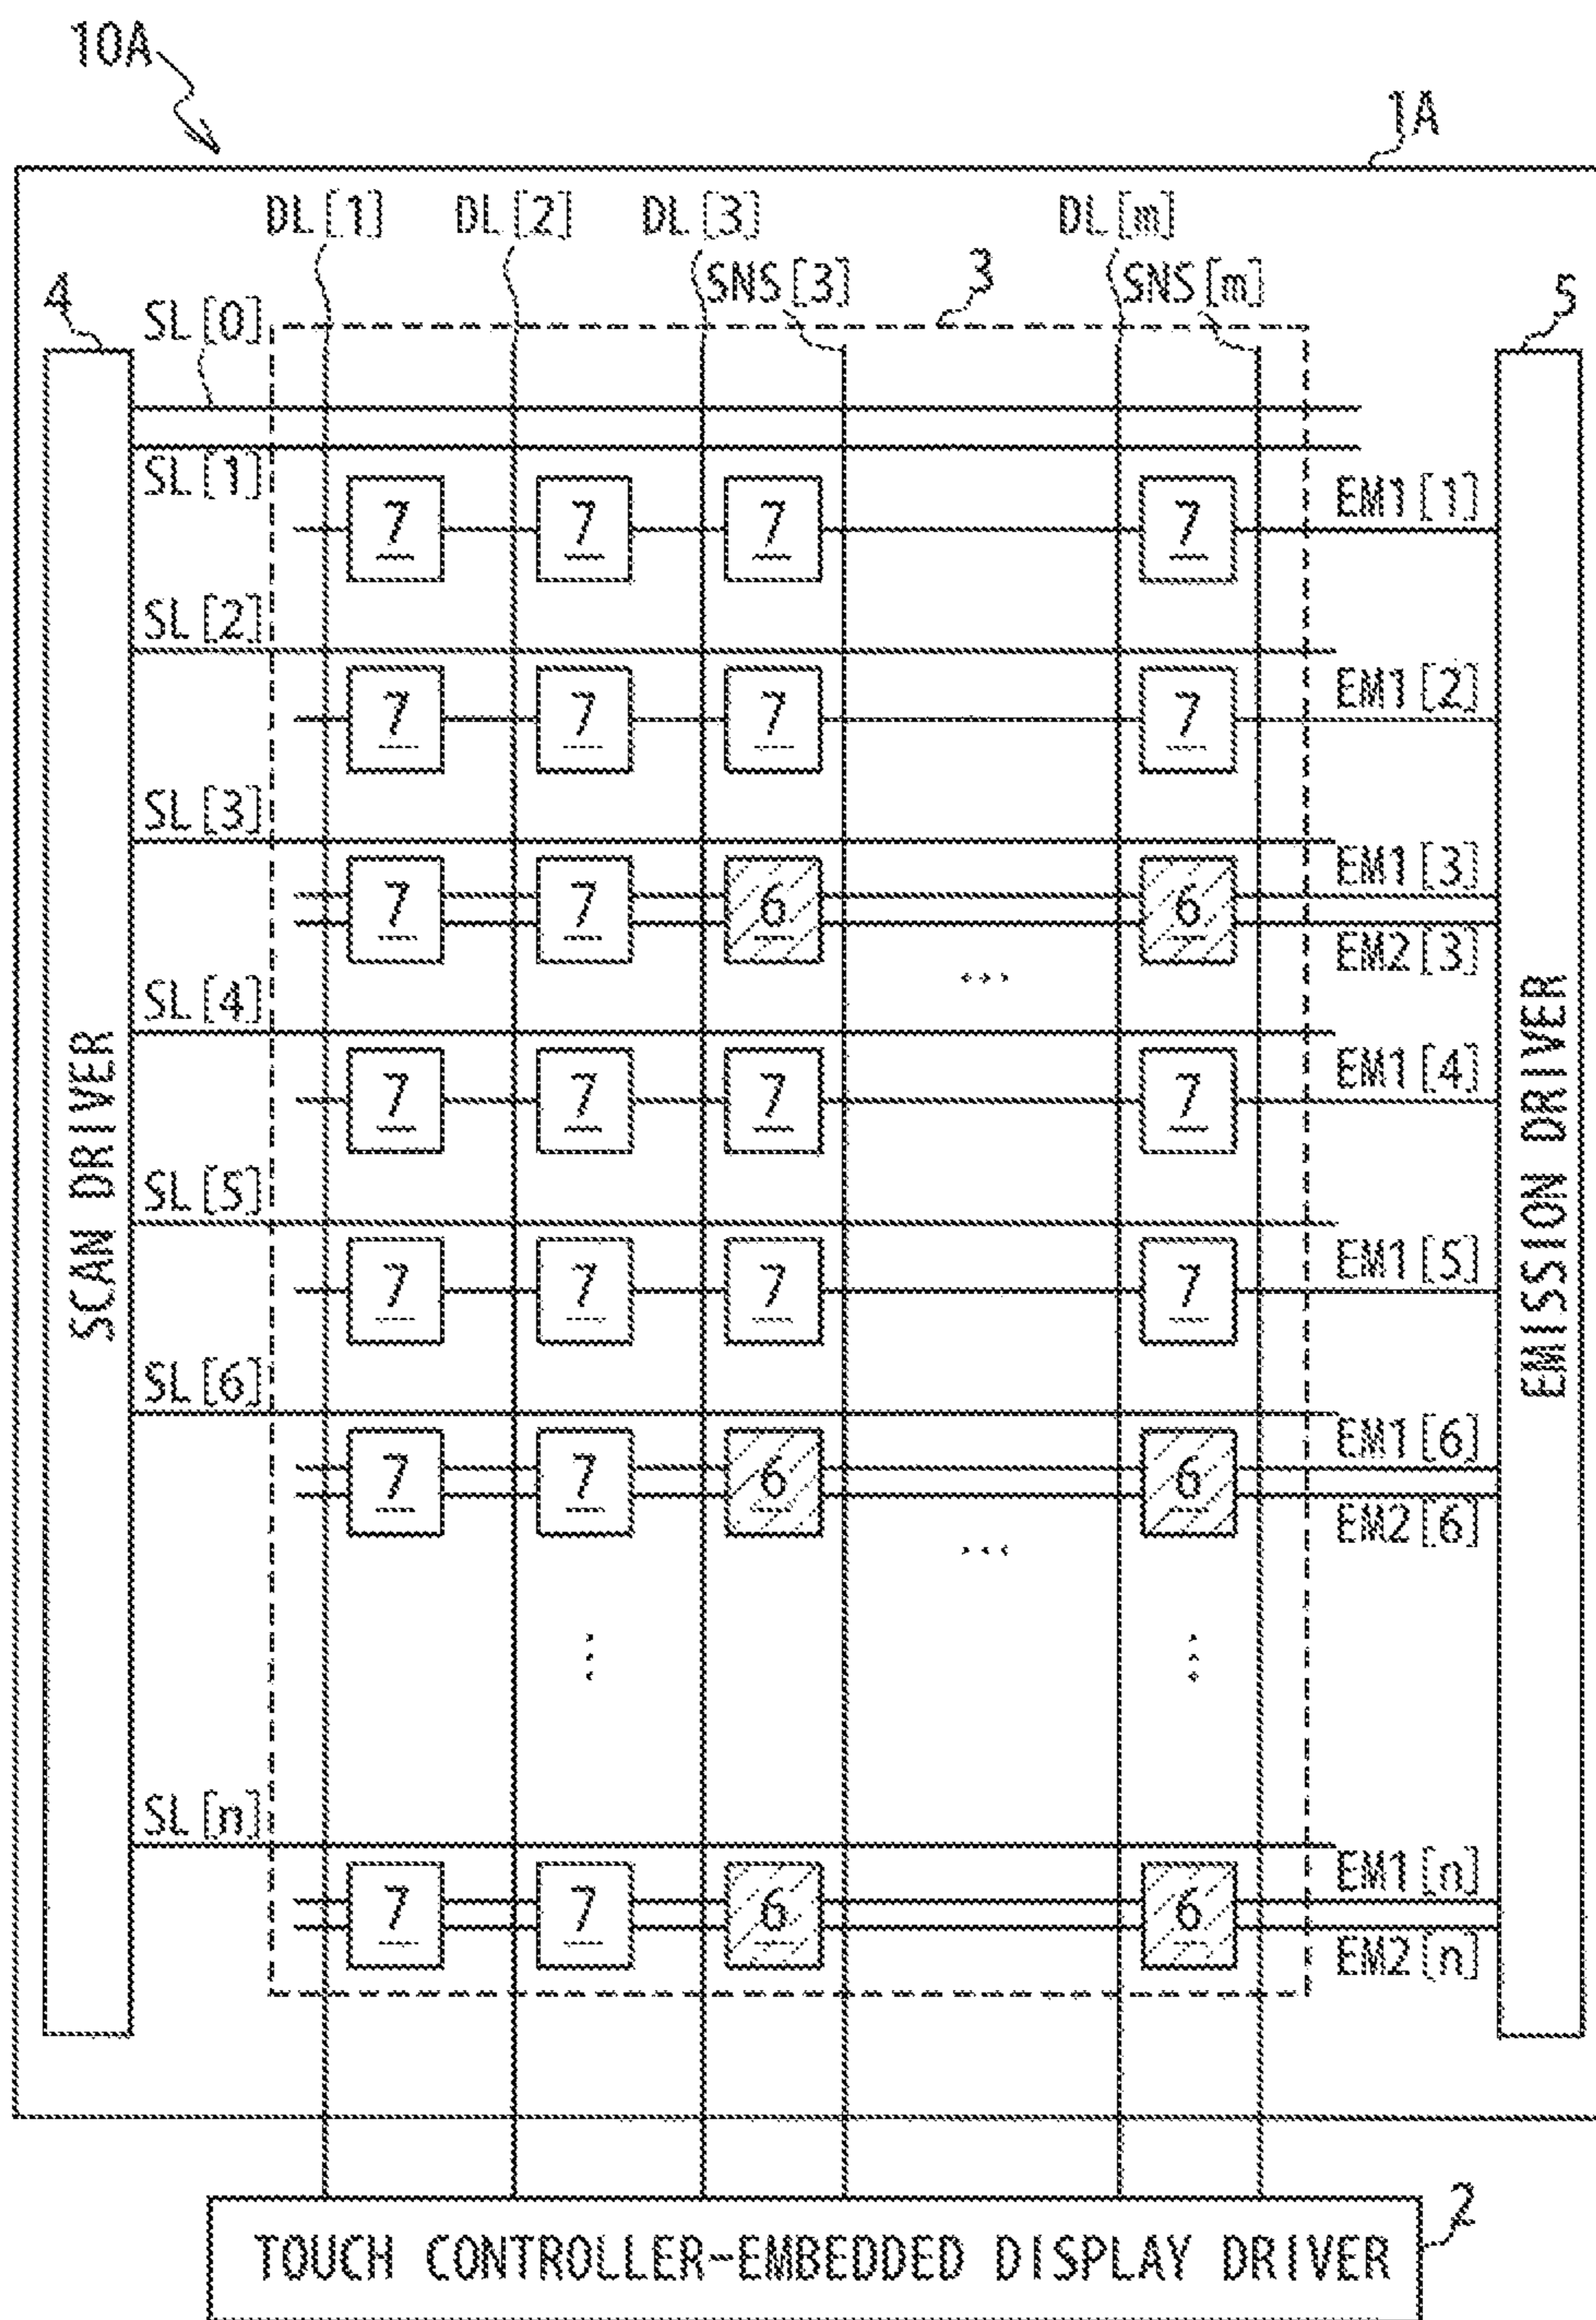 10A
1A
DL[1] DL[2] DL[3] DL[m]
4 SL[0] SNS[3] 3 SNS[m] 5
SL[1]
7 7 7 7 EM1[1]
SL[2]
7 7 7 7 EM1[2]
SL[3]
7 7 6 6 EM1[3]
EM2[3]
...
SL[4]
7 7 7 7 EM1[4]
SL[5]
7 7 7 7 EM1[5]
SL[6]
7 7 6 6 EM1[6]
EM2[6]
...
SCAN DRIVER
EMISSION DRIVER
SL[n]
7 7 6 6 EM1[n]
EM2[n]
2
TOUCH CONTROLLER-EMBEDDED DISPLAY DRIVER